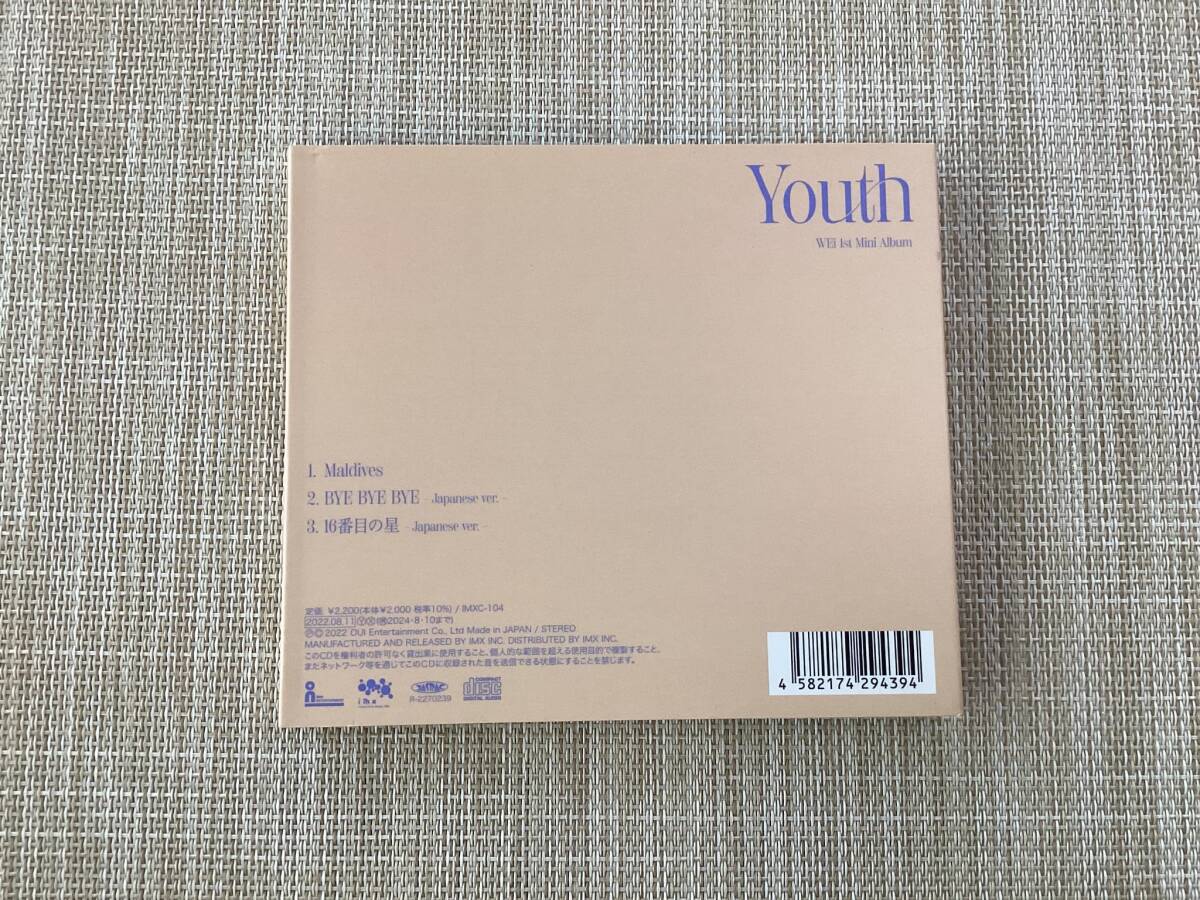 Youth
WEi 1st Mini Album
1. Maldives
2. BYE BYE BYE - Japanese ver. -
3. 16番目の星 - Japanese ver. -
定価 ¥2,200(本体¥2,000 税率10%) / IMXC-104
2022.08.11 Ⓨ Ⓧ (2024・8・10まで)
Ⓟ© 2022 OUI Entertainment Co., Ltd Made in JAPAN / STEREO
MANUFACTURED AND RELEASED BY IMX INC. DISTRIBUTED BY IMX INC.
このCDを権利者の許可なく賃貸業に使用すること、個人的な範囲を超える使用目的で複製すること、
またネットワーク等を通じてこのCDに収録された音を送信できる状態にすることを禁じます。
imx
R-2270239
COMPACT
disc
DIGITAL AUDIO
4 582174 294394